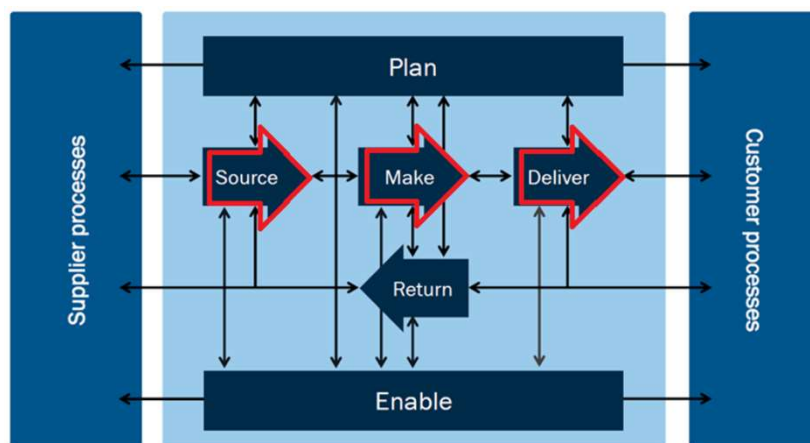 Supplier processes
Plan
Source
Make
Deliver
Return
Enable
Customer processes